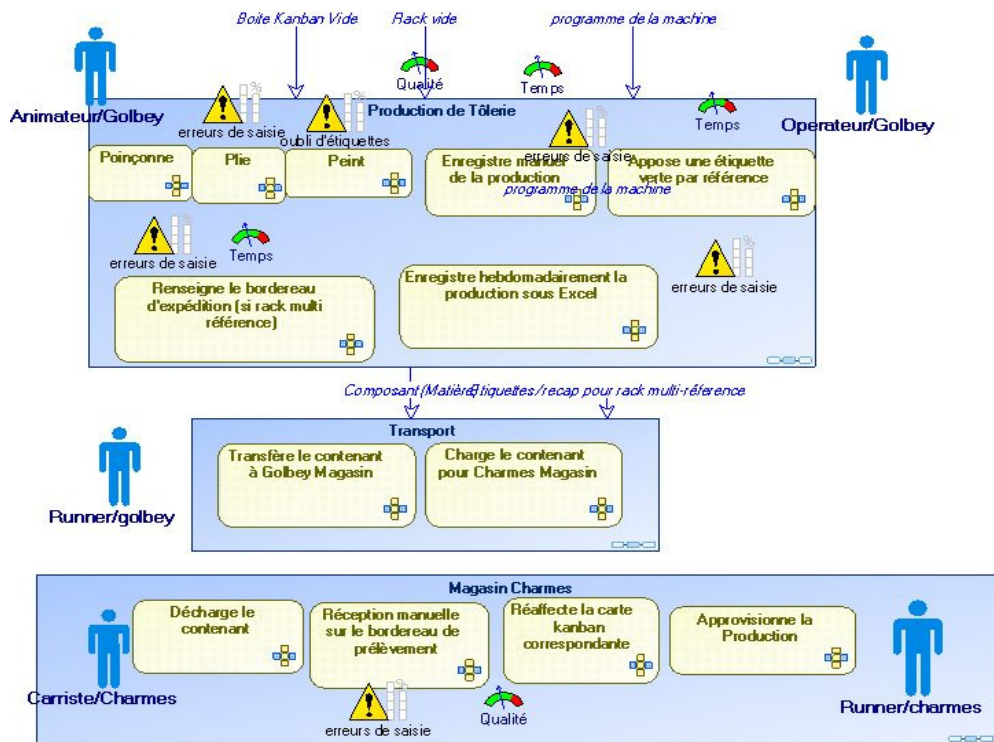 Boite Kanban Vide
Rack vide
programme de la machine
Qualité
Temps
Animateur/Golbey
Operateur/Golbey
Production de Tôlerie
erreurs de saisie
oubli d'étiquettes
erreurs de saisie
Temps
Poinçonne
Plie
Peint
Enregistre manuel
de la production
programme de la machine
Appose une étiquette
verte par référence
erreurs de saisie
Temps
erreurs de saisie
Renseigne le bordereau
d'expédition (si rack multi
référence)
Enregistre hebdomadairement la
production sous Excel
Composant (Matière)
Etiquettes/recap pour rack multi-réference
Transport
Transfère le contenant
à Golbey Magasin
Charge le contenant
pour Charmes Magasin
Runner/golbey
Magasin Charmes
Décharge le
contenant
Réception manuelle
sur le bordereau de
prélèvement
Réaffecte la carte
kanban
correspondante
Approvisionne la
Production
Carriste/Charmes
erreurs de saisie
Qualité
Runner/charmes